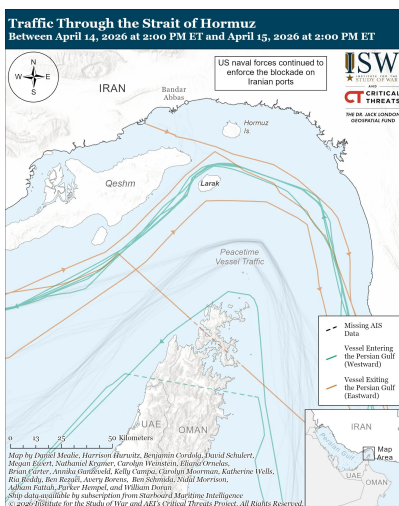 Traffic Through the Strait of Hormuz
Between April 14, 2026 at 2:00 PM ET and April 15, 2026 at 2:00 PM ET
N
W
E
S
IRAN
Bandar
Abbas
US naval forces continued to
enforce the blockade on
Iranian ports
ISW
INSTITUTE FOR THE
STUDY OF WAR
AND
CT CRITICAL
THREATS
THE DR. JACK LONDON
GEOSPATIAL FUND
Hormuz
Is.
Qeshm
Larak
Peacetime
Vessel Traffic
Missing AIS
Data
Vessel Entering
the Persian Gulf
(Westward)
Vessel Exiting
the Persian Gulf
(Eastward)
UAE
OMAN
IRAN
Persian Gulf
Map
Area
UAE
OMAN
0 13 25 50 Kilometers
Map by Daniel Mealie, Harrison Hurwitz, Benjamin Cordola, David Schulert,
Megan Ewert, Nathaniel Krymer, Carolyn Weinstein, Eliana Ornelas,
Brian Carter, Annika Ganzeveld, Kelly Campa, Carolyn Moorman, Katherine Wells,
Ria Reddy, Ben Rezaei, Avery Borens, Ben Schmida, Nidal Morrison,
Adham Fattah, Parker Hempel, and William Doran
Ship data available by subscription from Starboard Maritime Intelligence
© 2026 Institute for the Study of War and AEI's Critical Threats Project. All Rights Reserved.